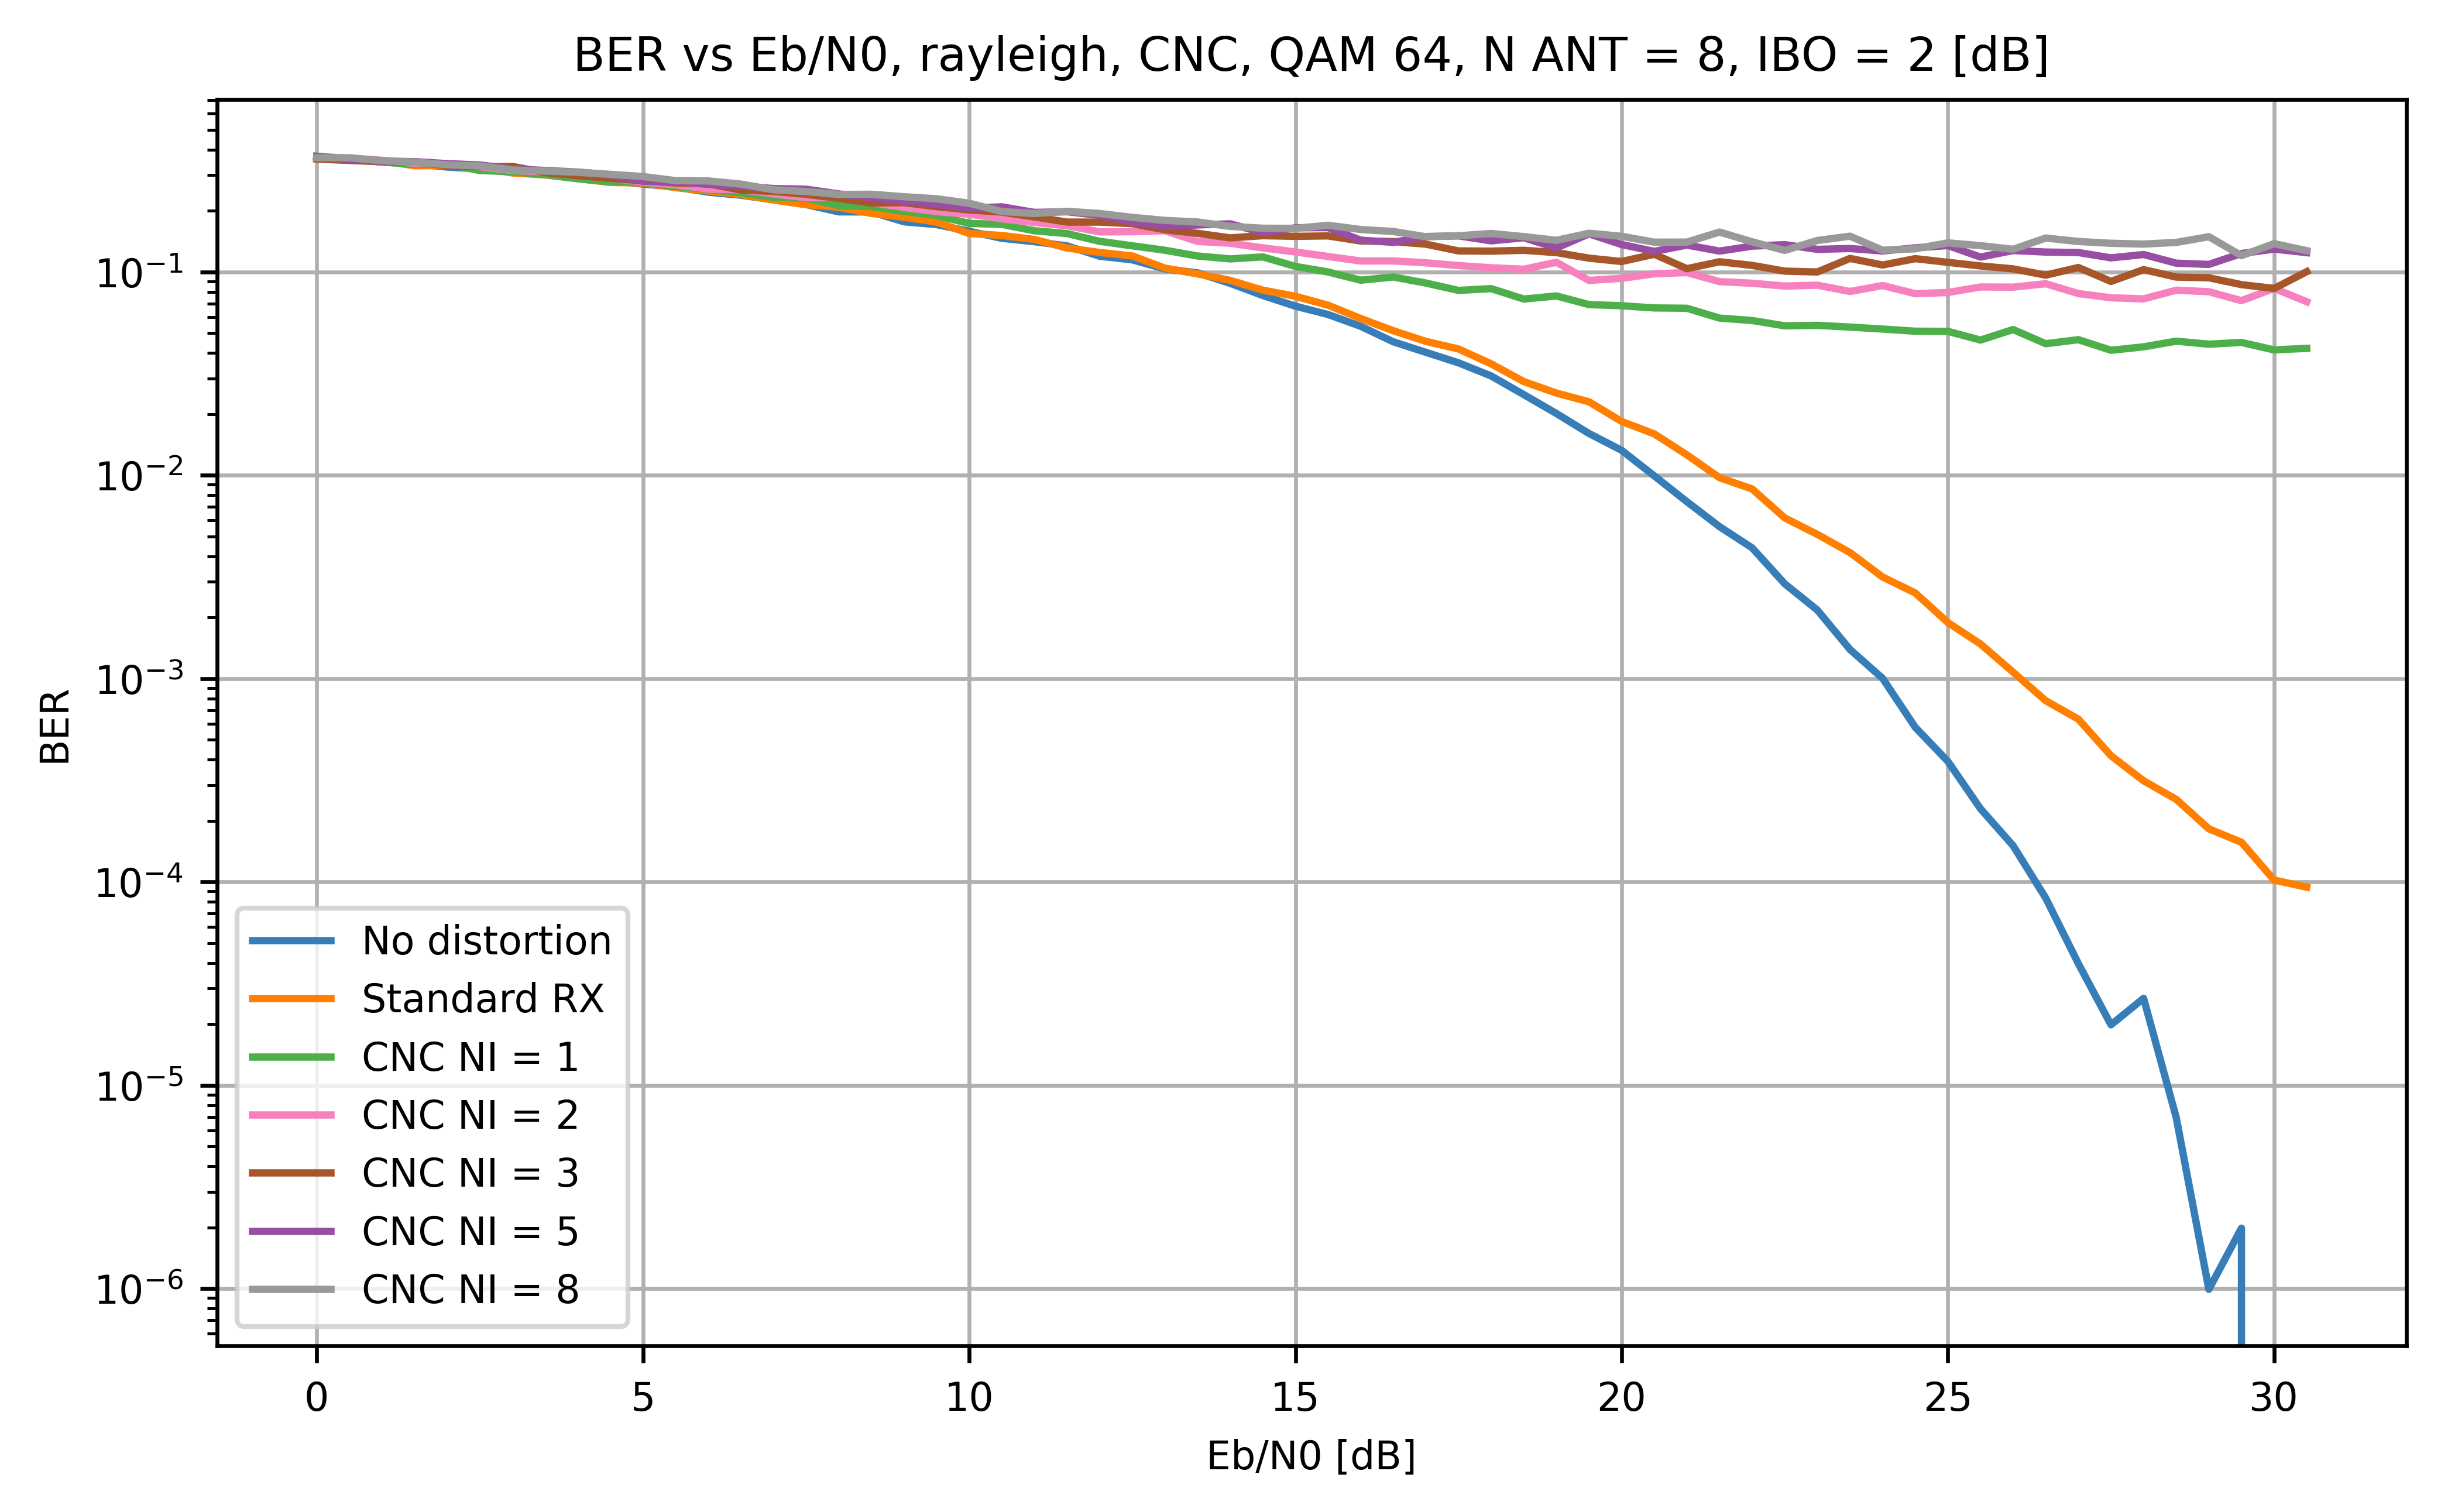 BER vs Eb/N0, rayleigh, CNC, QAM 64, N ANT = 8, IBO = 2 [dB]
BER
10⁻¹
10⁻²
10⁻³
10⁻⁴
10⁻⁵
10⁻⁶
No distortion
Standard RX
CNC NI = 1
CNC NI = 2
CNC NI = 3
CNC NI = 5
CNC NI = 8
0 5 10 15 20 25 30
Eb/N0 [dB]